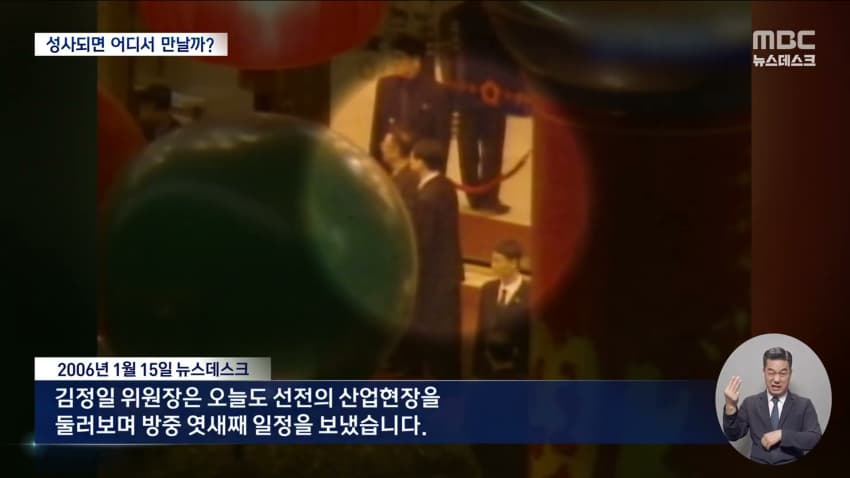 성사되면 어디서 만날까?
MBC
뉴스데스크
2006년 1월 15일 뉴스데스크
김정일 위원장은 오늘도 선전의 산업현장을
둘러보며 방중 엿새째 일정을 보냈습니다.